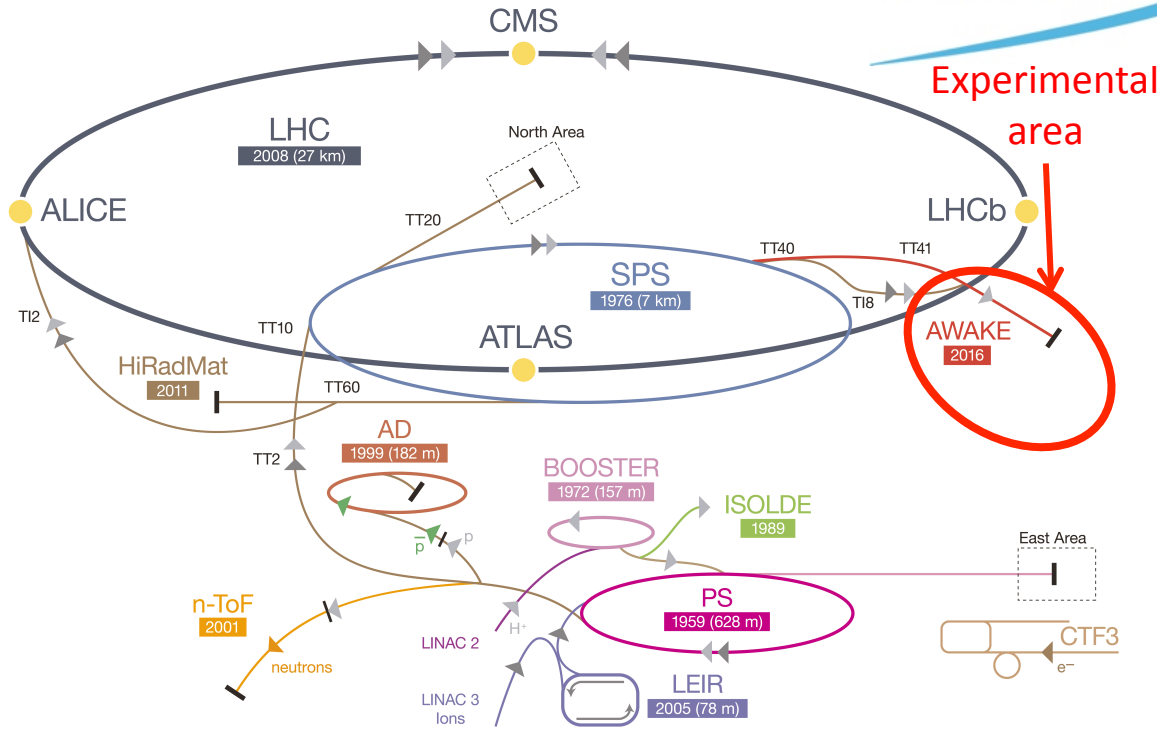 CMS
Experimental
area
LHC
2008 (27 km)
North Area
ALICE
TT20
LHCb
TT40
TT41
SPS
1976 (7 km)
TI8
TI2
TT10
ATLAS
AWAKE
2016
HiRadMat
2011
TT60
AD
1999 (182 m)
TT2
BOOSTER
1972 (157 m)
ISOLDE
1989
p
p
East Area
n-ToF
2001
PS
1959 (628 m)
H+
LINAC 2
neutrons
CTF3
e–
LEIR
2005 (78 m)
LINAC 3
Ions